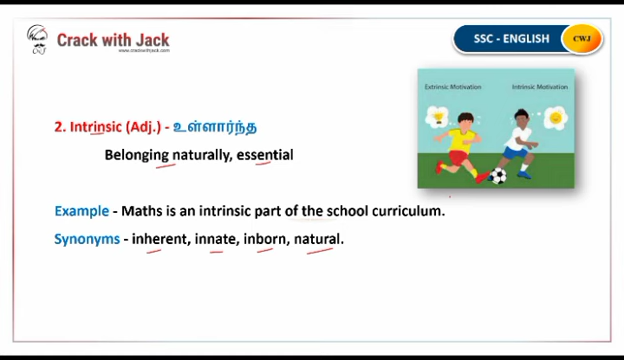 Crack with Jack
www.crackwithjack.com
SSC - ENGLISH
CWJ
Extrinsic Motivation
Intrinsic Motivation
2. Intrinsic (Adj.) - உள்ளார்ந்த
Belonging naturally, essential
Example - Maths is an intrinsic part of the school curriculum.
Synonyms - inherent, innate, inborn, natural.